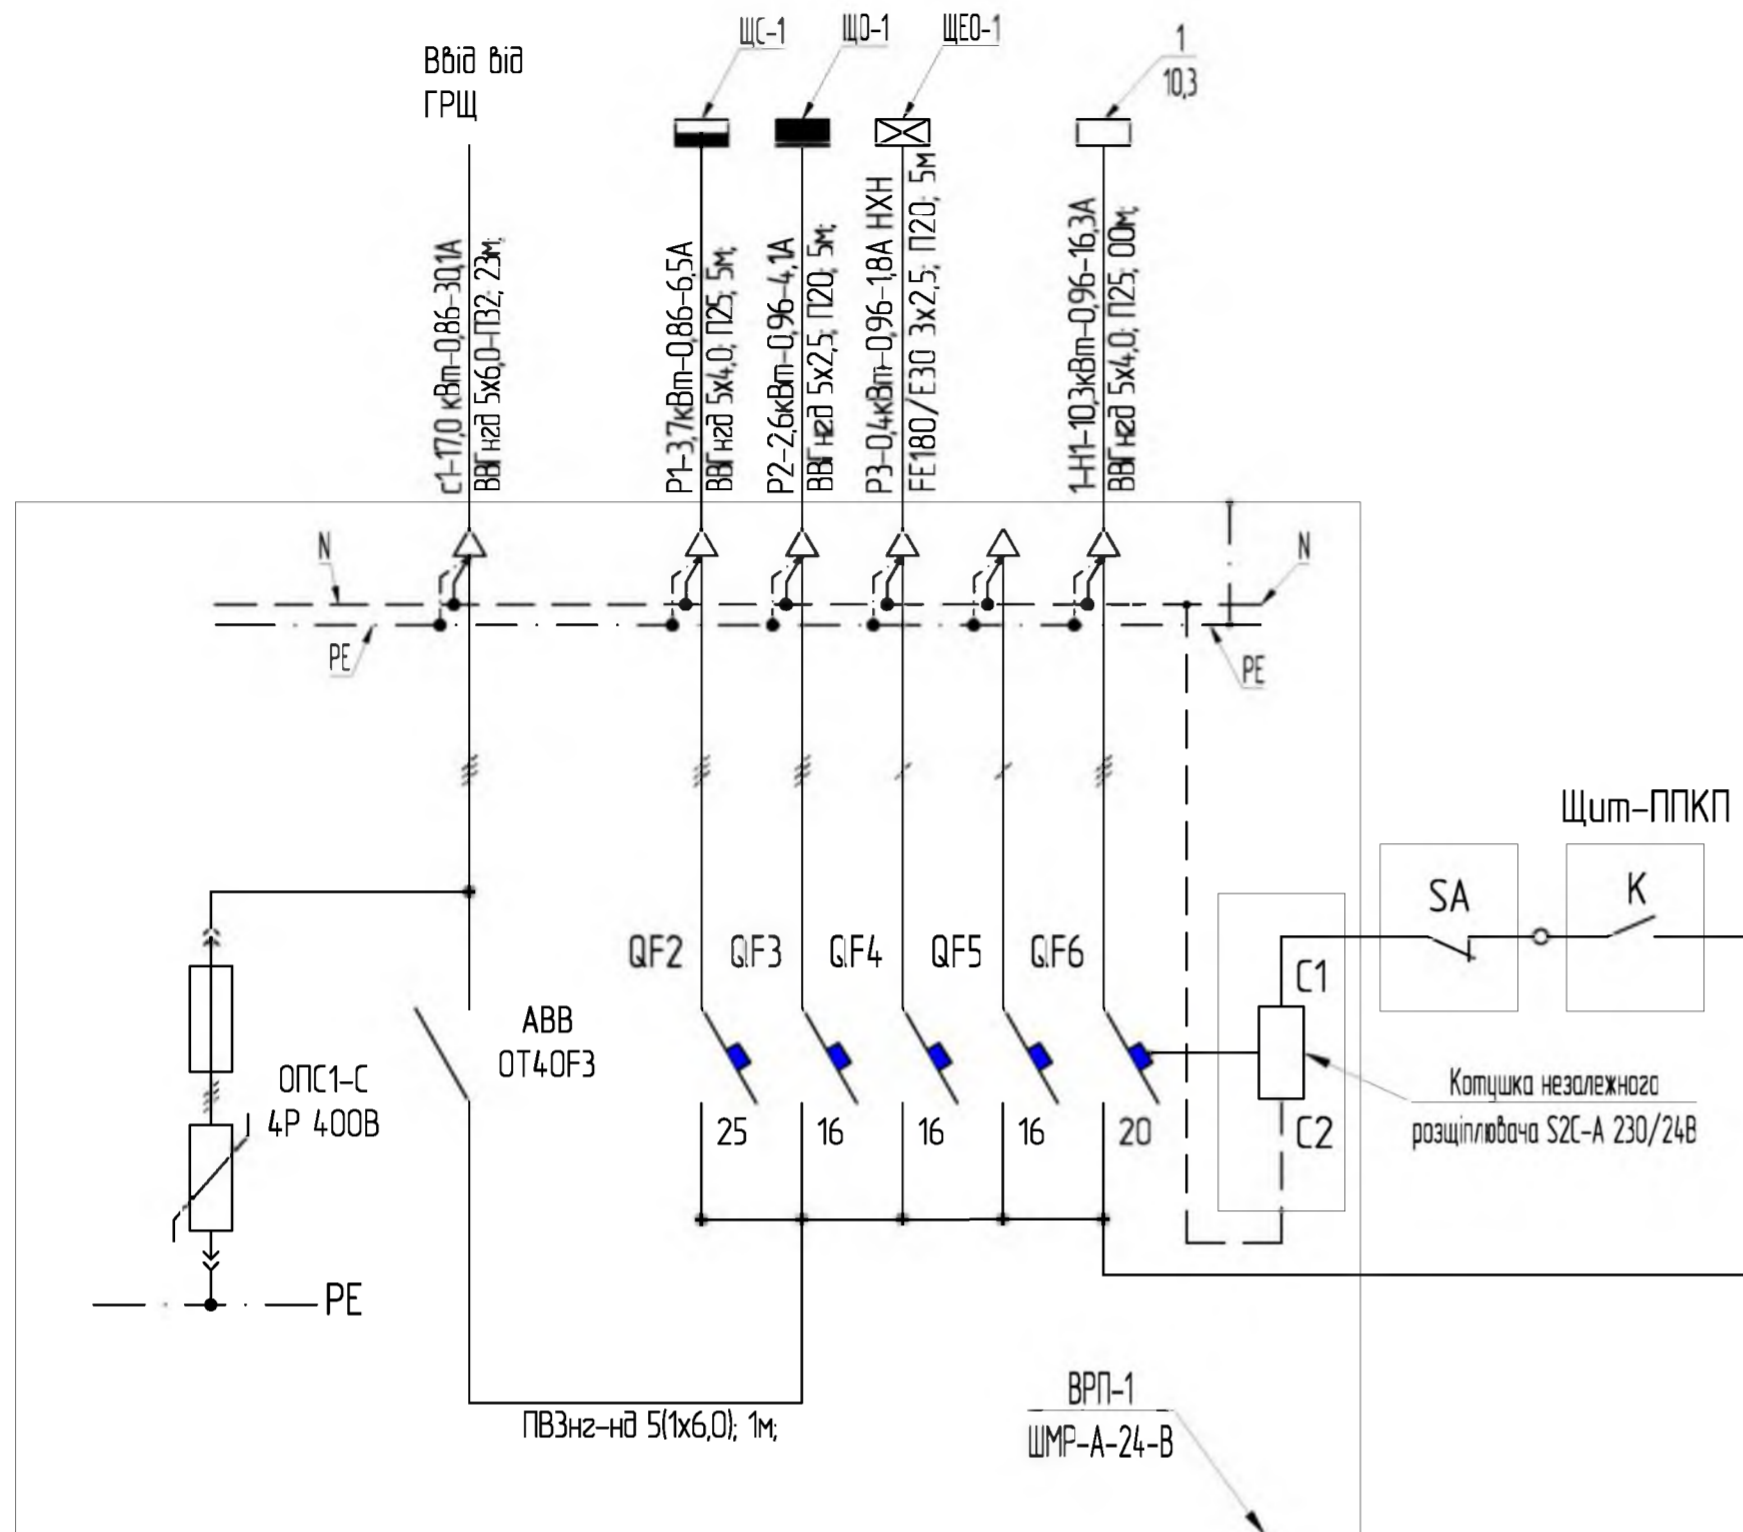 Ввід від
ГРЩ
ЩС-1
ЩО-1
ЩЕО-1
1
10,3
С1-17,0 кВт-0,86-30,1А
ВВГнгд 5х6,0-П32; 23м;
Р1-3,7кВт-0,86-6,5А
ВВГнгд 5х4,0; П25; 5м;
Р2-2,6кВт-0,96-4,1А
ВВГнгд 5х2,5; П20; 5м;
Р3-0,4кВт-0,96-1,8А НХН
FE180/E30 3х2,5; П20; 5м
1-Н1-10,3кВт-0,96-16,3А
ВВГнгд 5х4,0; П25; 00м;
N
N
PE
PE
Щит-ППКП
SA
K
QF2
QF3
QF4
QF5
QF6
C1
ABB
OT40F3
ОПС1-С
4Р 400В
25
16
16
16
20
C2
Котушка незалежного
розщіплювача S2C-A 230/24В
PE
ПВ3нг-нд 5(1х6,0); 1м;
ВРП-1
ШМР-А-24-В